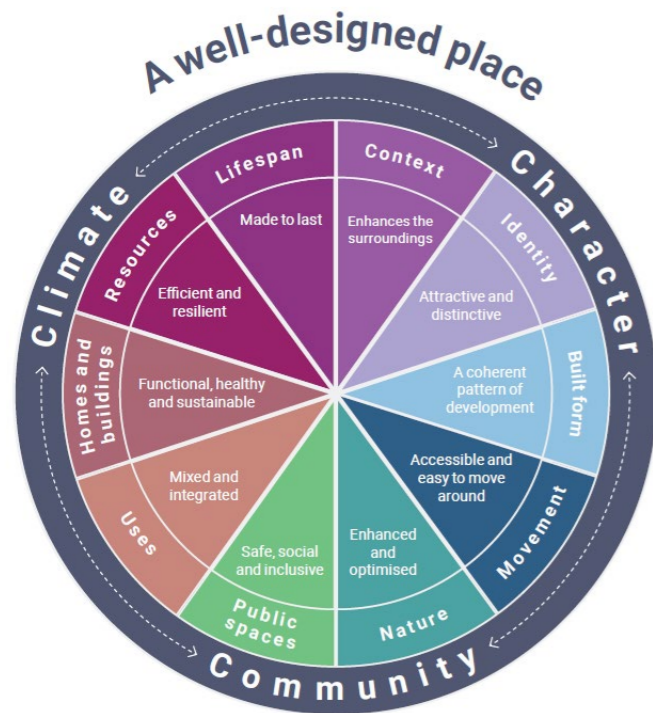 A well-designed place
Climate
Character
Community
Context
Enhances the
surroundings
Identity
Attractive and
distinctive
Built form
A coherent
pattern of
development
Movement
Accessible and
easy to move
around
Nature
Enhanced
and
optimised
Public
spaces
Safe, social
and inclusive
Uses
Mixed and
integrated
Homes and
buildings
Functional, healthy
and sustainable
Resources
Efficient and
resilient
Lifespan
Made to last